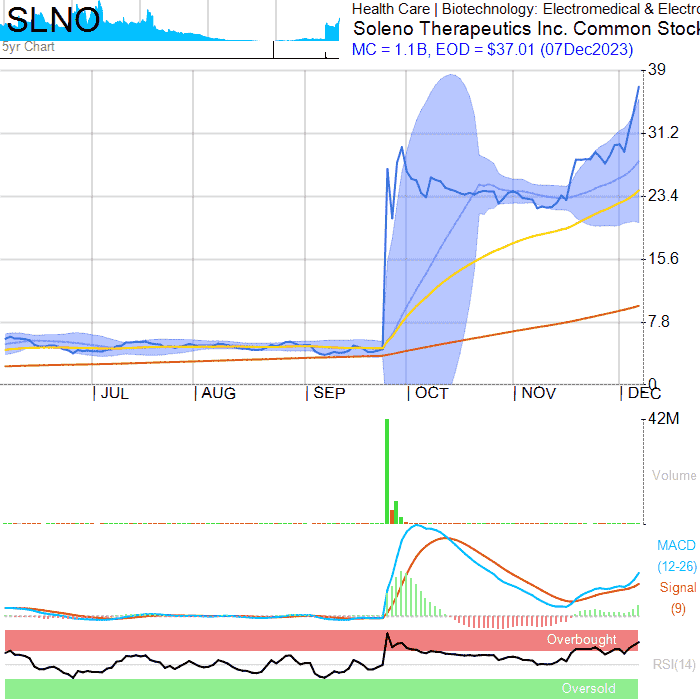 SLNO
5yr Chart
Health Care | Biotechnology: Electromedical & Electro
Soleno Therapeutics Inc. Common Stock
MC = 1.1B, EOD = $37.01 (07Dec2023)
39
31.2
23.4
15.6
7.8
0
JUL AUG SEP OCT NOV DEC
42M
Volume
MACD
(12-26)
Signal
(9)
Overbought
RSI(14)
Oversold